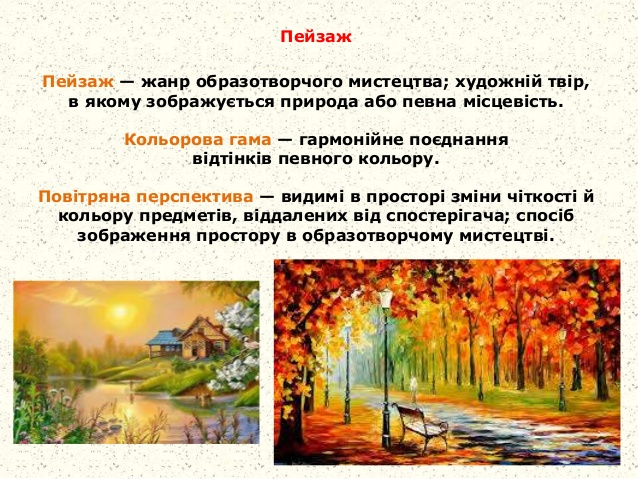 Пейзаж
Пейзаж — жанр образотворчого мистецтва; художній твір,
в якому зображується природа або певна місцевість.
Кольорова гама — гармонійне поєднання
відтінків певного кольору.
Повітряна перспектива — видимі в просторі зміни чіткості й
кольору предметів, віддалених від спостерігача; спосіб
зображення простору в образотворчому мистецтві.